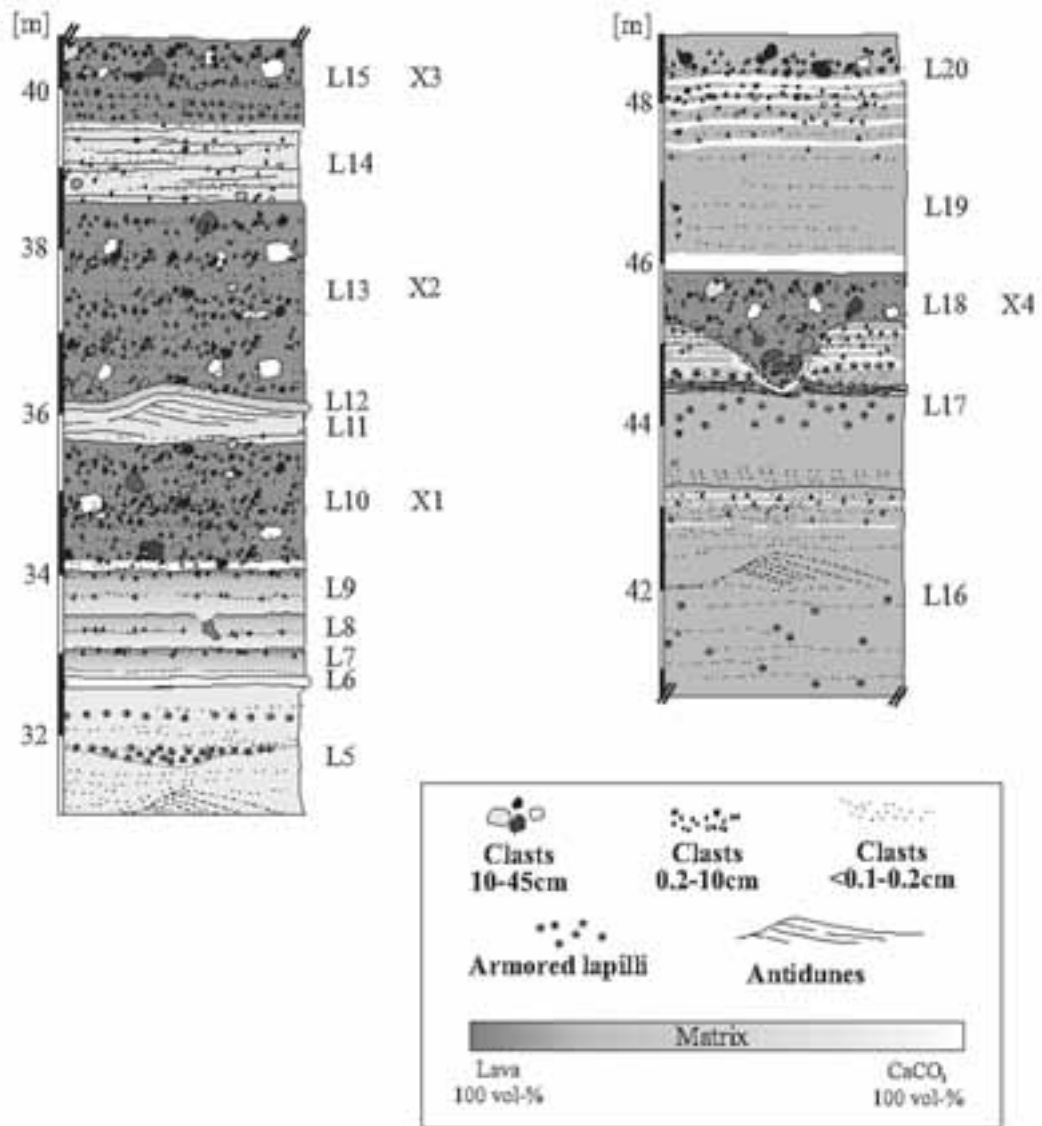 [m]
40
38
36
34
32
L15 X3
L14
L13 X2
L12
L11
L10 X1
L9
L8
L7
L6
L5
[m]
48
46
44
42
L20
L19
L18 X4
L17
L16
Clasts
10-45cm
Clasts
0.2-10cm
Clasts
<0.1-0.2cm
Armored lapilli
Antidunes
Matrix
Lava
100 vol-%
CaCO₃
100 vol-%